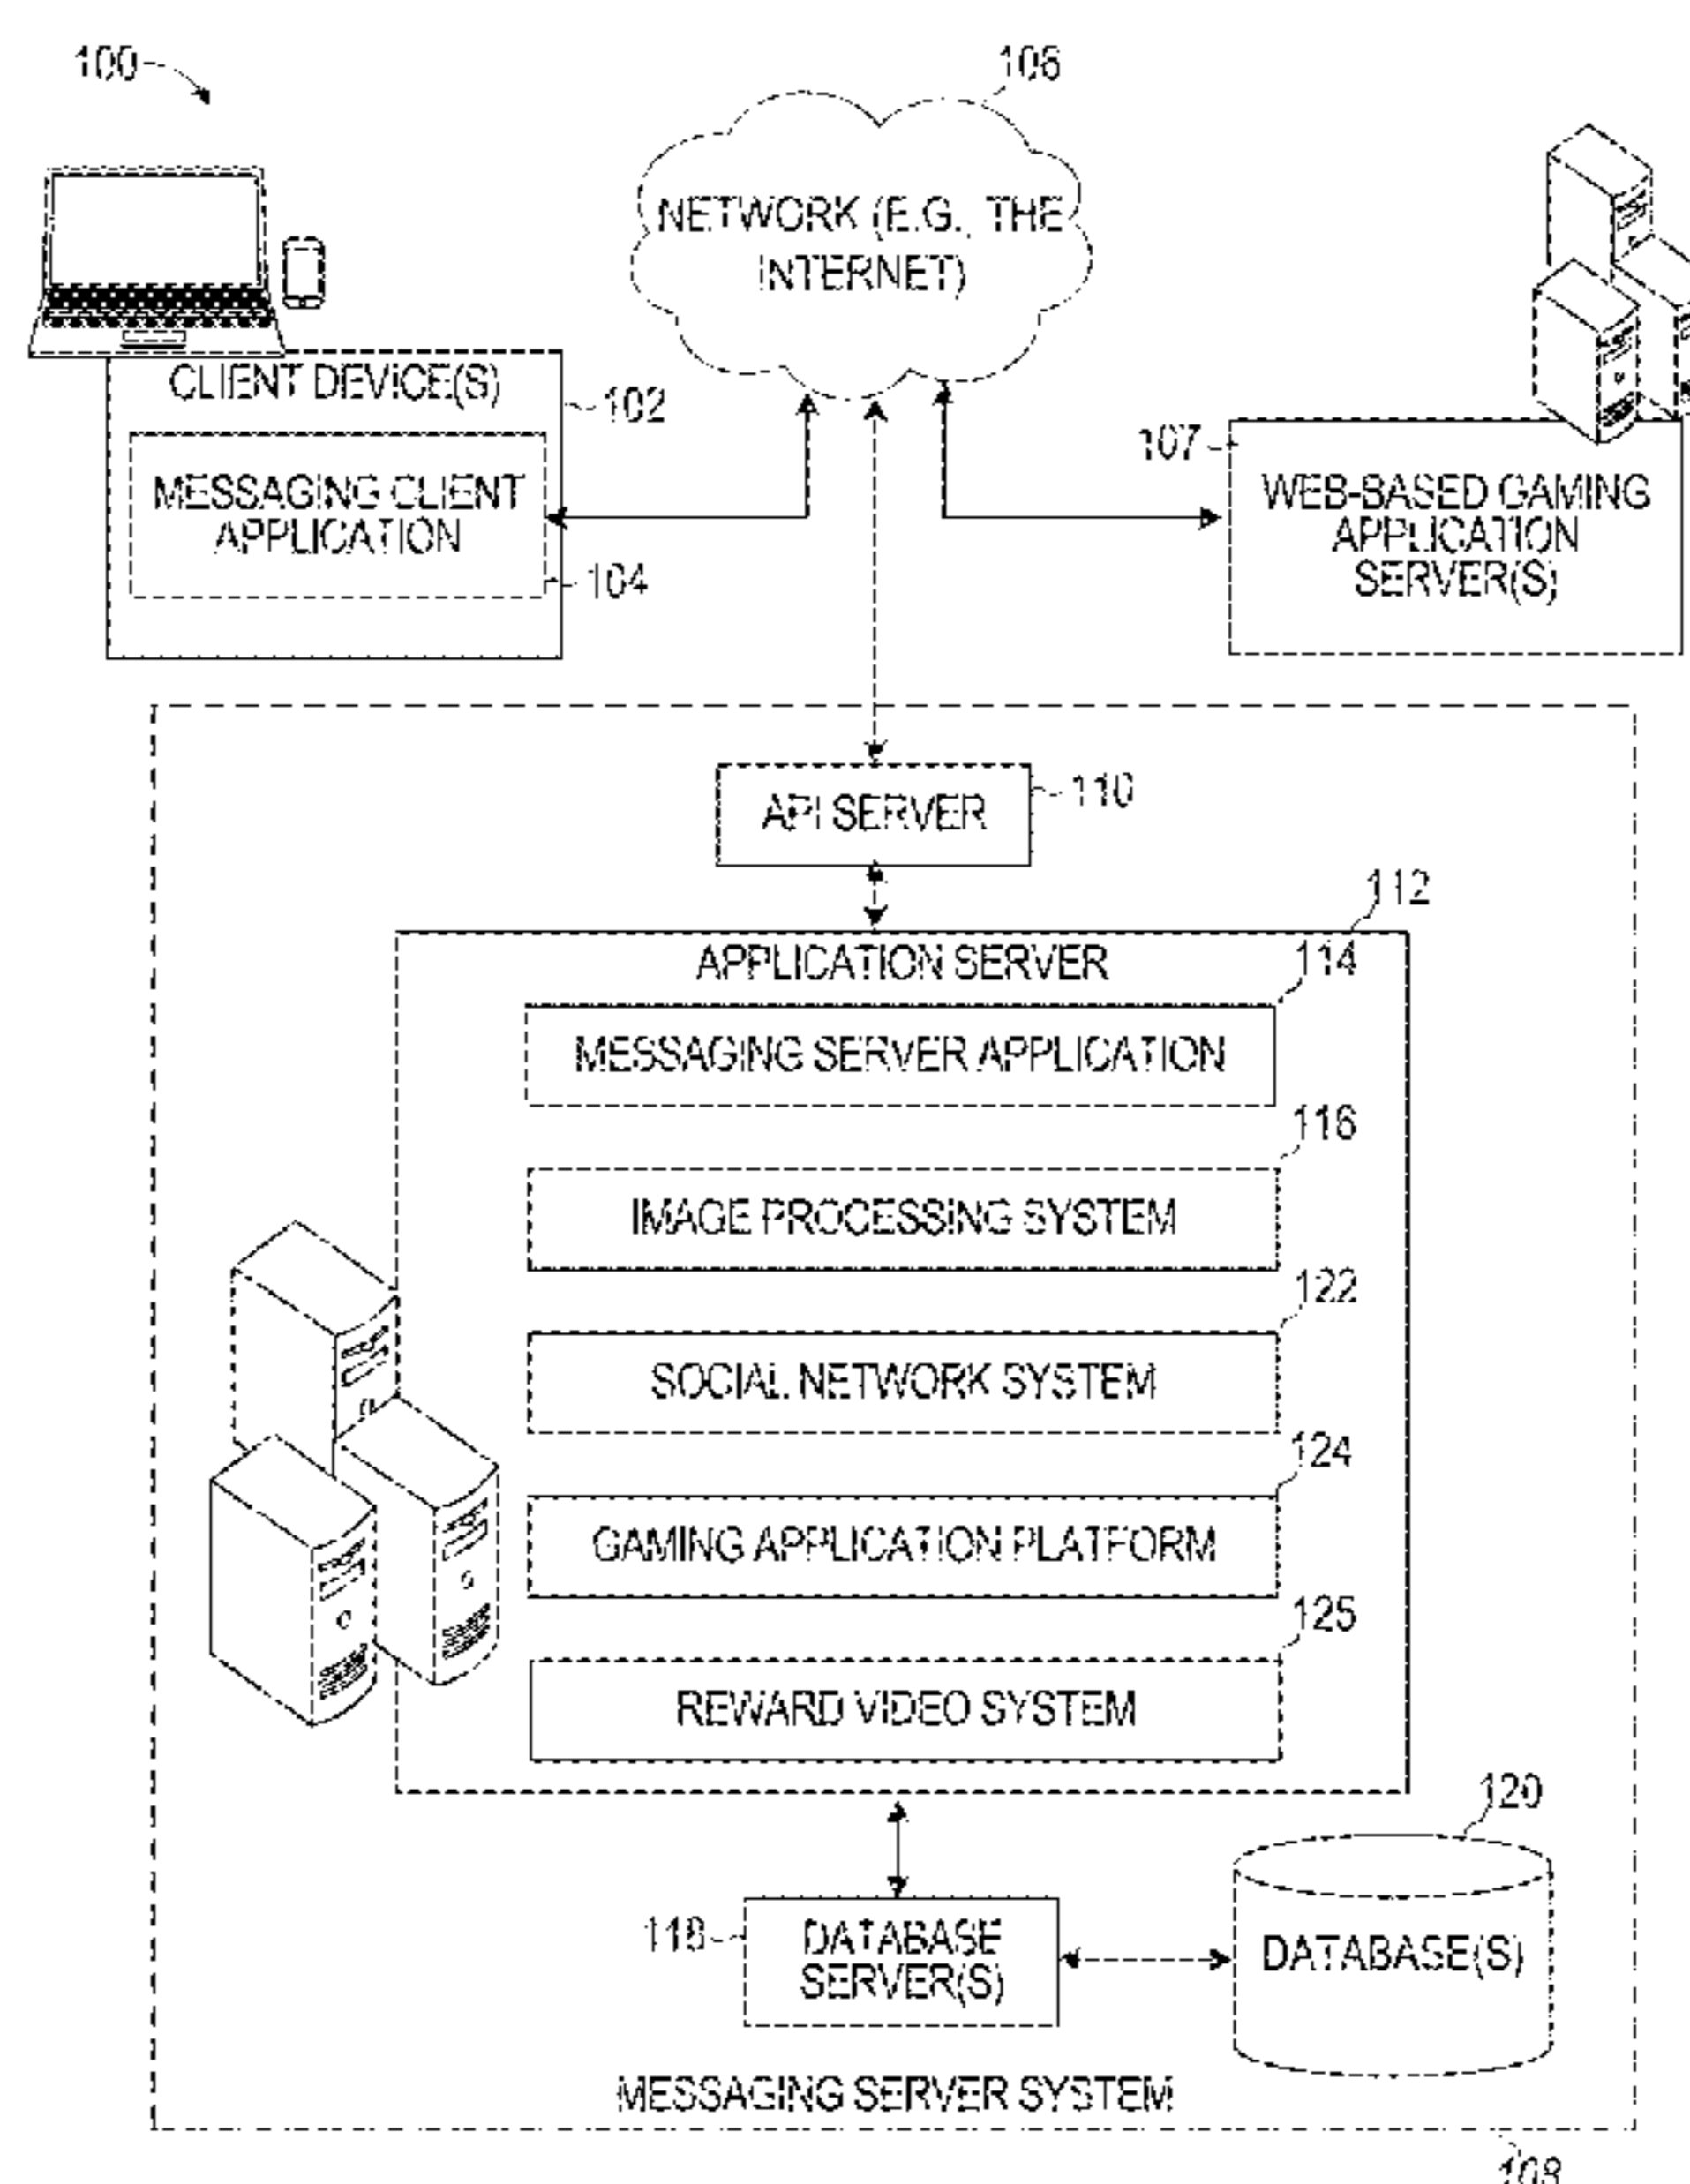 100
106
NETWORK (E.G., THE
INTERNET)
CLIENT DEVICE(S)
102
MESSAGING CLIENT
APPLICATION
104
107
WEB-BASED GAMING
APPLICATION
SERVER(S)
API SERVER
110
112
APPLICATION SERVER
114
MESSAGING SERVER APPLICATION
116
IMAGE PROCESSING SYSTEM
122
SOCIAL NETWORK SYSTEM
124
GAMING APPLICATION PLATFORM
125
REWARD VIDEO SYSTEM
120
118
DATABASE
SERVER(S)
DATABASE(S)
MESSAGING SERVER SYSTEM
108